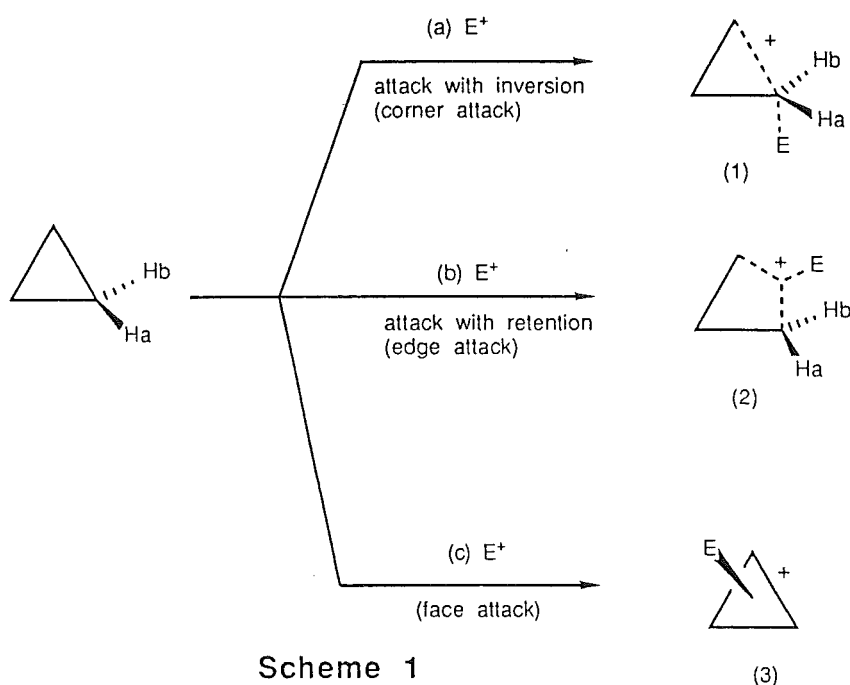 (a) E+
attack with inversion
(corner attack)
+
Hb
Ha
E
(1)
Hb
Ha
(b) E+
attack with retention
(edge attack)
+
E
Hb
Ha
(2)
(c) E+
(face attack)
E
+
(3)
Scheme 1